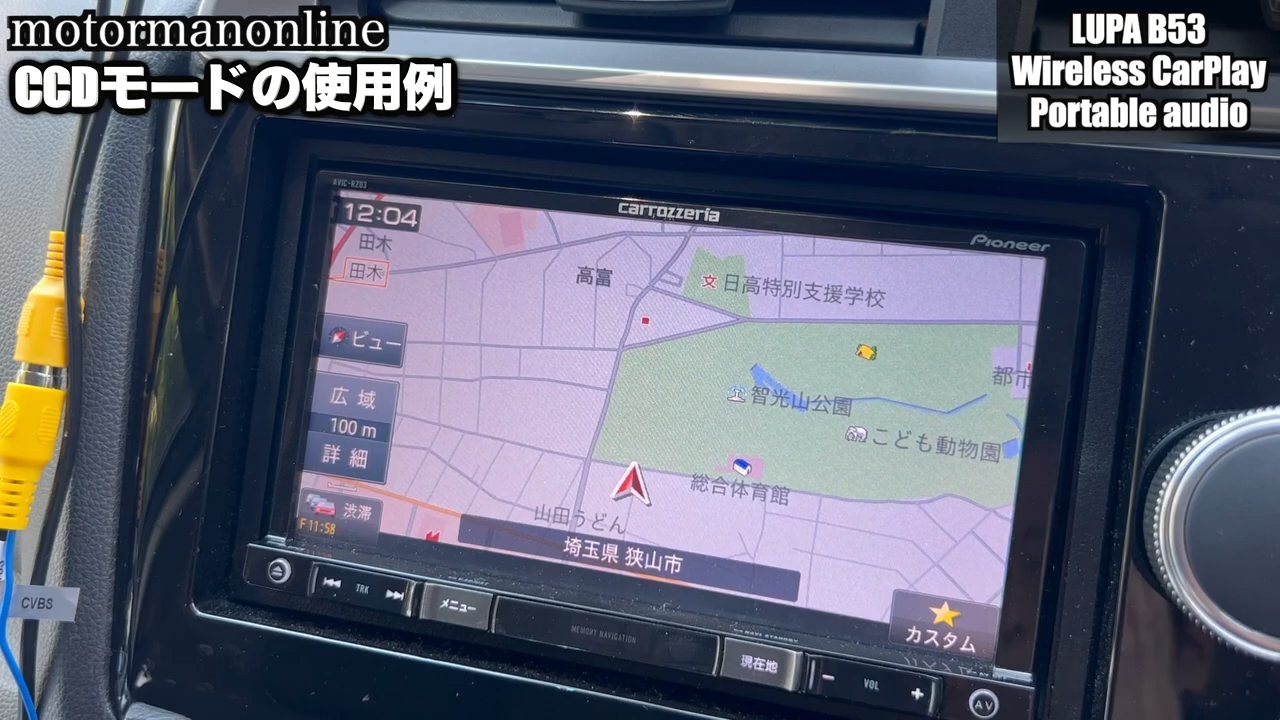 motormanonline
CCDモードの使用例
LUPA B53
Wireless CarPlay
Portable audio
AVIC-RZ03
carrozzeria
Pioneer
12:04
田木
田木
高富
日高特別支援学校
ビュー
広域
100 m
詳細
智光山公園
都市
こども動物園
総合体育館
山田うどん
渋滞
F 11:58
埼玉県 狭山市
カスタム
CVBS
TRK
メニュー
MEMORY NAVIGATION
現在地
VOL
AV